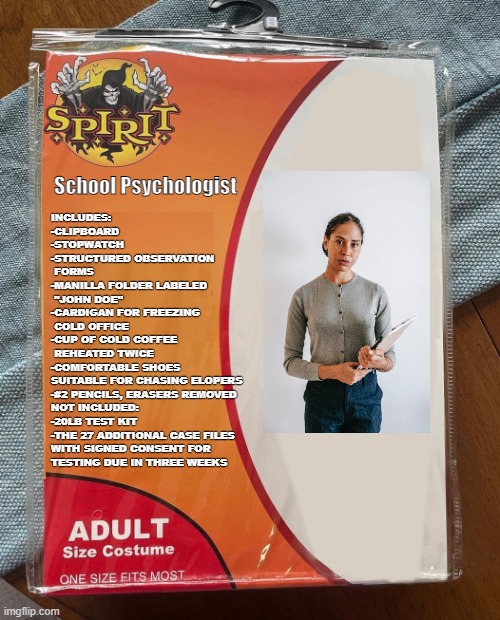 SPIRIT
School Psychologist
INCLUDES:
-CLIPBOARD
-STOPWATCH
-STRUCTURED OBSERVATION
FORMS
-MANILLA FOLDER LABELED
"JOHN DOE"
-CARDIGAN FOR FREEZING
COLD OFFICE
-CUP OF COLD COFFEE
REHEATED TWICE
-COMFORTABLE SHOES
SUITABLE FOR CHASING ELOPERS
-#2 PENCILS, ERASERS REMOVED
NOT INCLUDED:
-20LB TEST KIT
-THE 27 ADDITIONAL CASE FILES
WITH SIGNED CONSENT FOR
TESTING DUE IN THREE WEEKS
ADULT
Size Costume
ONE SIZE FITS MOST
imgflip.com